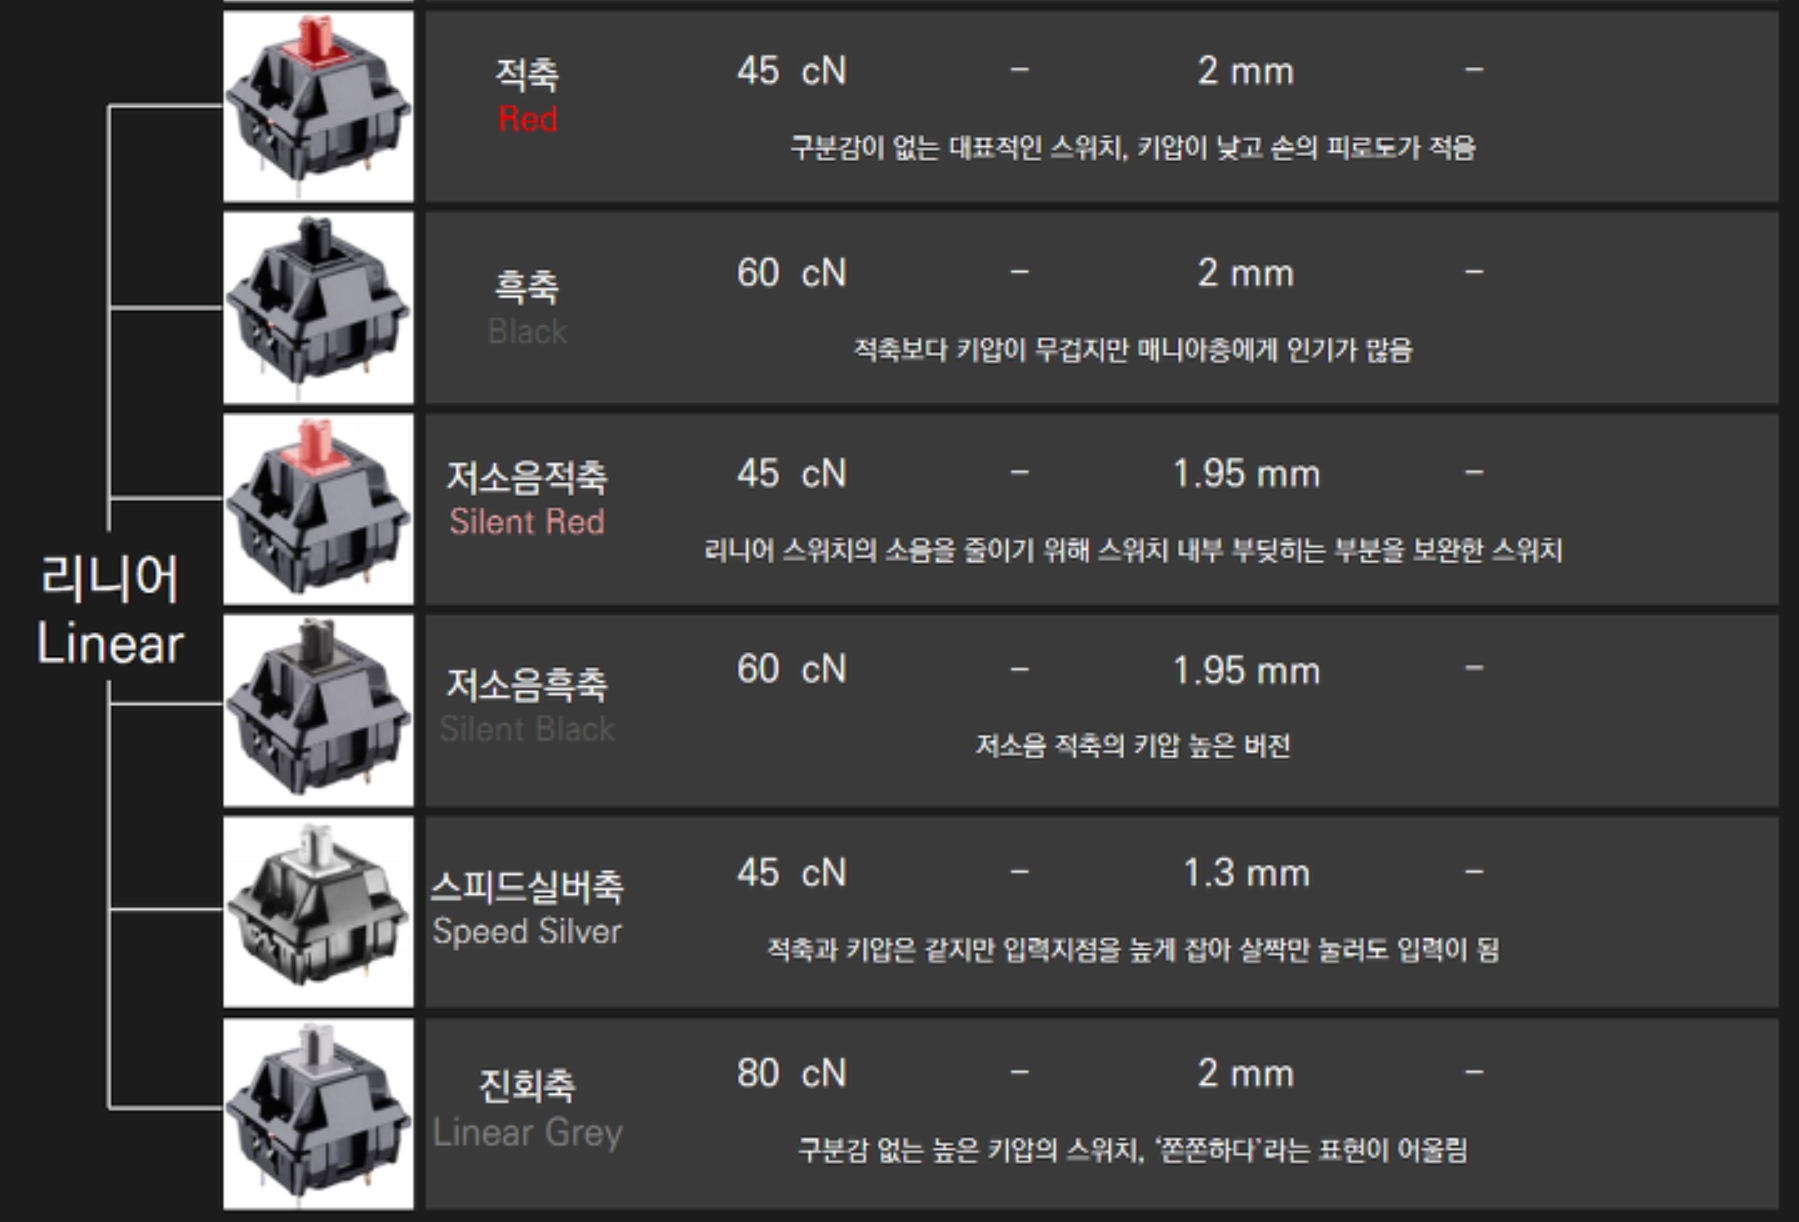 적축
Red
45 cN – 2 mm –
구분감이 없는 대표적인 스위치, 키압이 낮고 손의 피로도가 적음
흑축
Black
60 cN – 2 mm –
적축보다 키압이 무겁지만 매니아층에게 인기가 많음
저소음적축
Silent Red
45 cN – 1.95 mm –
리니어 스위치의 소음을 줄이기 위해 스위치 내부 부딪히는 부분을 보완한 스위치
리니어
Linear
저소음흑축
Silent Black
60 cN – 1.95 mm –
저소음 적축의 키압 높은 버전
스피드실버축
Speed Silver
45 cN – 1.3 mm –
적축과 키압은 같지만 입력지점을 높게 잡아 살짝만 눌러도 입력이 됨
진회축
Linear Grey
80 cN – 2 mm –
구분감 없는 높은 키압의 스위치, ‘쫀쫀하다’라는 표현이 어울림